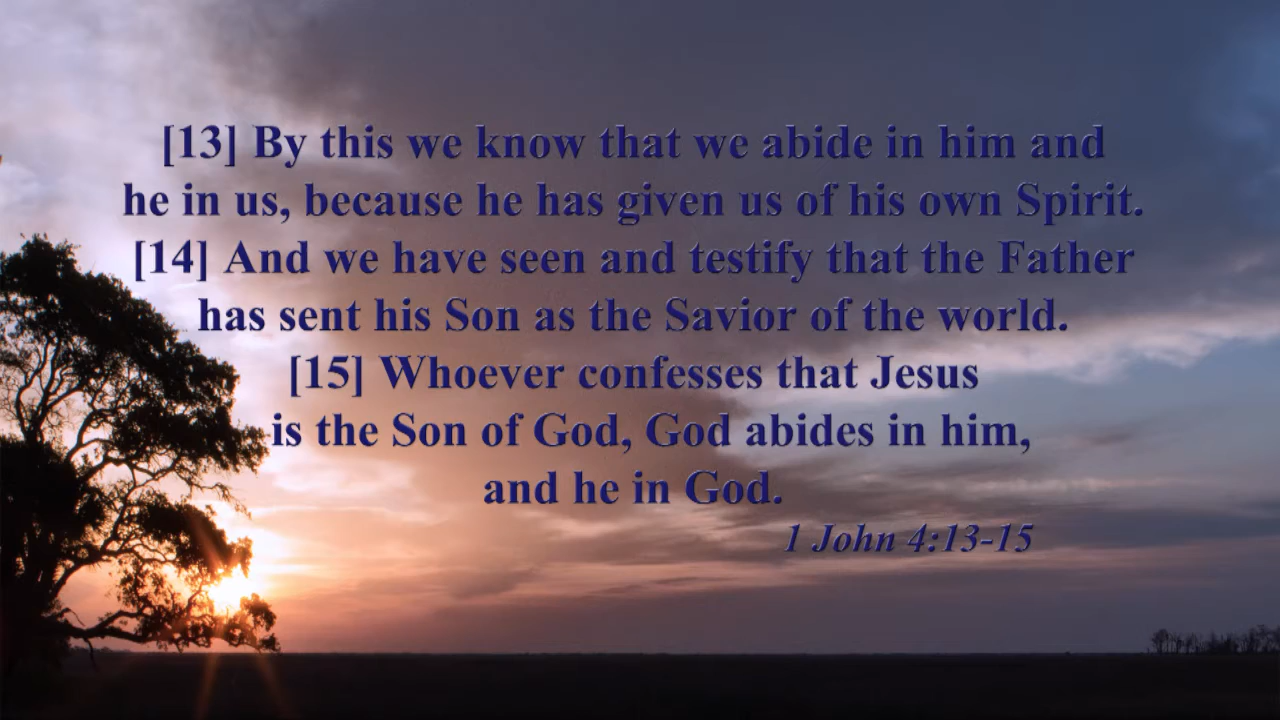 [13] By this we know that we abide in him and
he in us, because he has given us of his own Spirit.
[14] And we have seen and testify that the Father
has sent his Son as the Savior of the world.
[15] Whoever confesses that Jesus
is the Son of God, God abides in him,
and he in God.
1 John 4:13-15